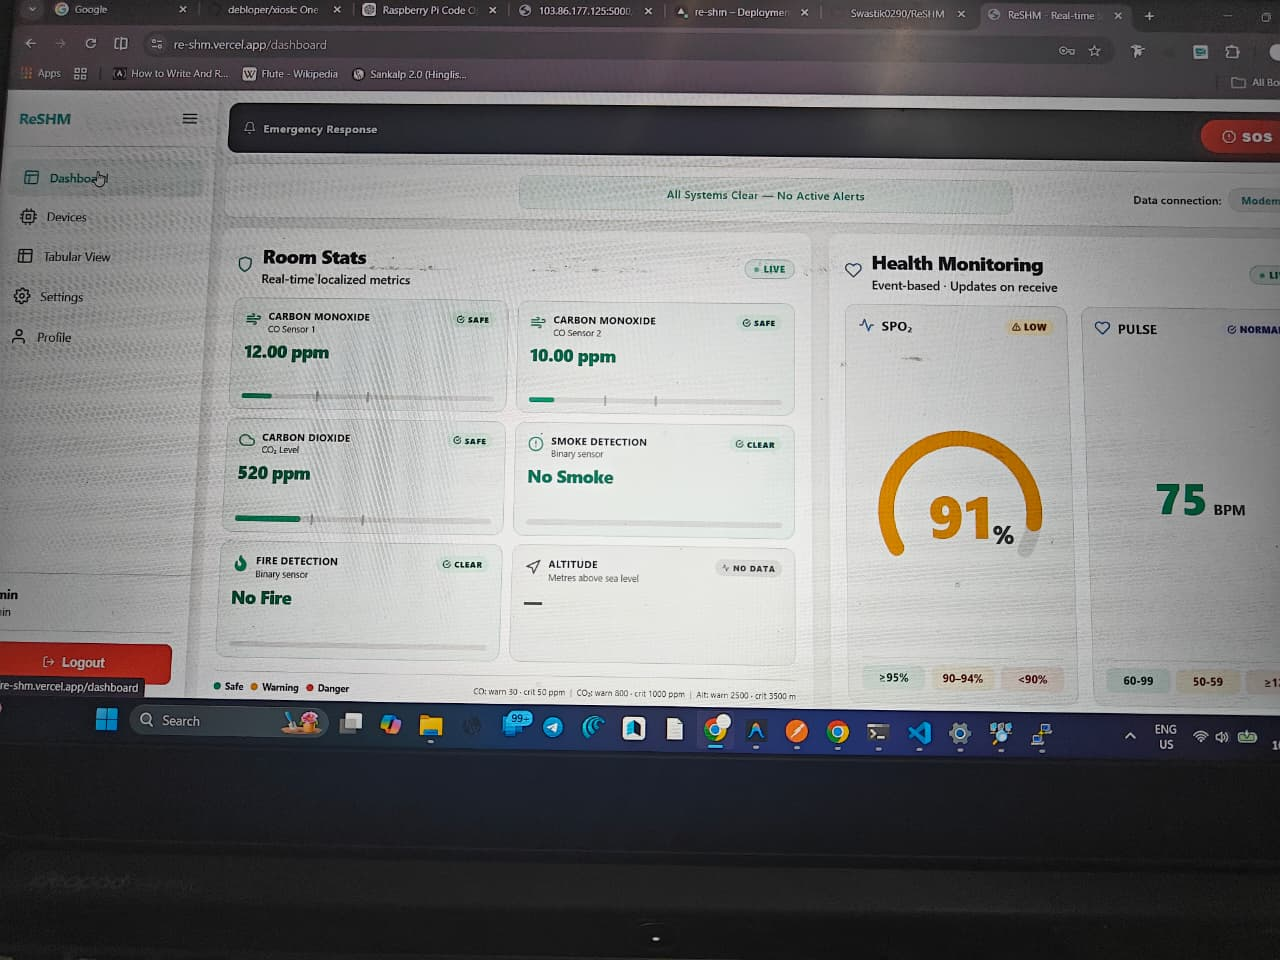 Google
debloper/xiosk: One
Raspberry Pi Code O
103.86.177.125:5000
re-shm – Deploymen
Swastik0290/ReSHM
ReSHM - Real-time
re-shm.vercel.app/dashboard
Apps
How to Write And R...
Flute - Wikipedia
Sankalp 2.0 (Hinglis...
All Bo
ReSHM
Emergency Response
SOS
Dashboard
All Systems Clear — No Active Alerts
Data connection:
Modem
Devices
Tabular View
Settings
Profile
Room Stats
Real-time localized metrics
LIVE
CARBON MONOXIDE
CO Sensor 1
SAFE
12.00 ppm
CARBON MONOXIDE
CO Sensor 2
SAFE
10.00 ppm
CARBON DIOXIDE
CO₂ Level
SAFE
520 ppm
SMOKE DETECTION
Binary sensor
CLEAR
No Smoke
FIRE DETECTION
Binary sensor
CLEAR
No Fire
ALTITUDE
Metres above sea level
NO DATA
—
Safe Warning Danger
CO: warn 30 · crit 50 ppm | CO₂: warn 800 · crit 1000 ppm | Alt: warn 2500 · crit 3500 m
Health Monitoring
Event-based · Updates on receive
LI
SPO₂
LOW
91%
≥95% 90–94% <90%
PULSE
NORMA
75 BPM
60-99 50-59 ≥1
min
in
Logout
re-shm.vercel.app/dashboard
Search
99+
ENG
US